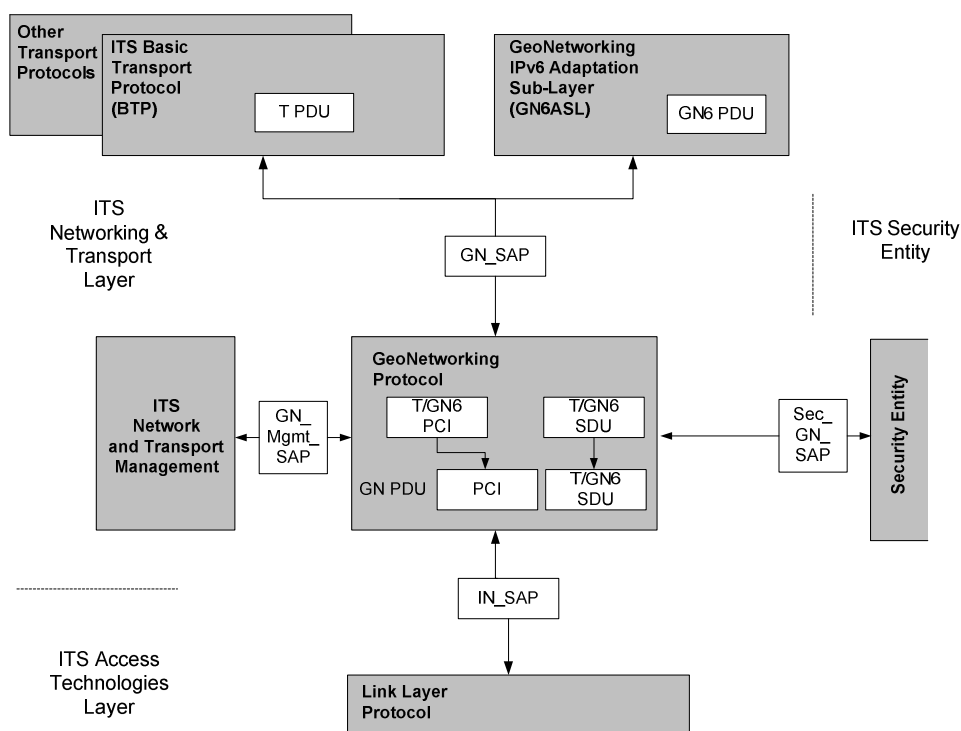 Other
Transport
Protocols
ITS Basic
Transport
Protocol
(BTP)
T PDU
GeoNetworking
IPv6 Adaptation
Sub-Layer
(GN6ASL)
GN6 PDU
ITS
Networking &
Transport
Layer
GN_SAP
ITS Security
Entity
ITS
Network
and Transport
Management
GN_
Mgmt_
SAP
GeoNetworking
Protocol
T/GN6
PCI
T/GN6
SDU
GN PDU
PCI
T/GN6
SDU
Sec_
GN_
SAP
Security Entity
IN_SAP
ITS Access
Technologies
Layer
Link Layer
Protocol